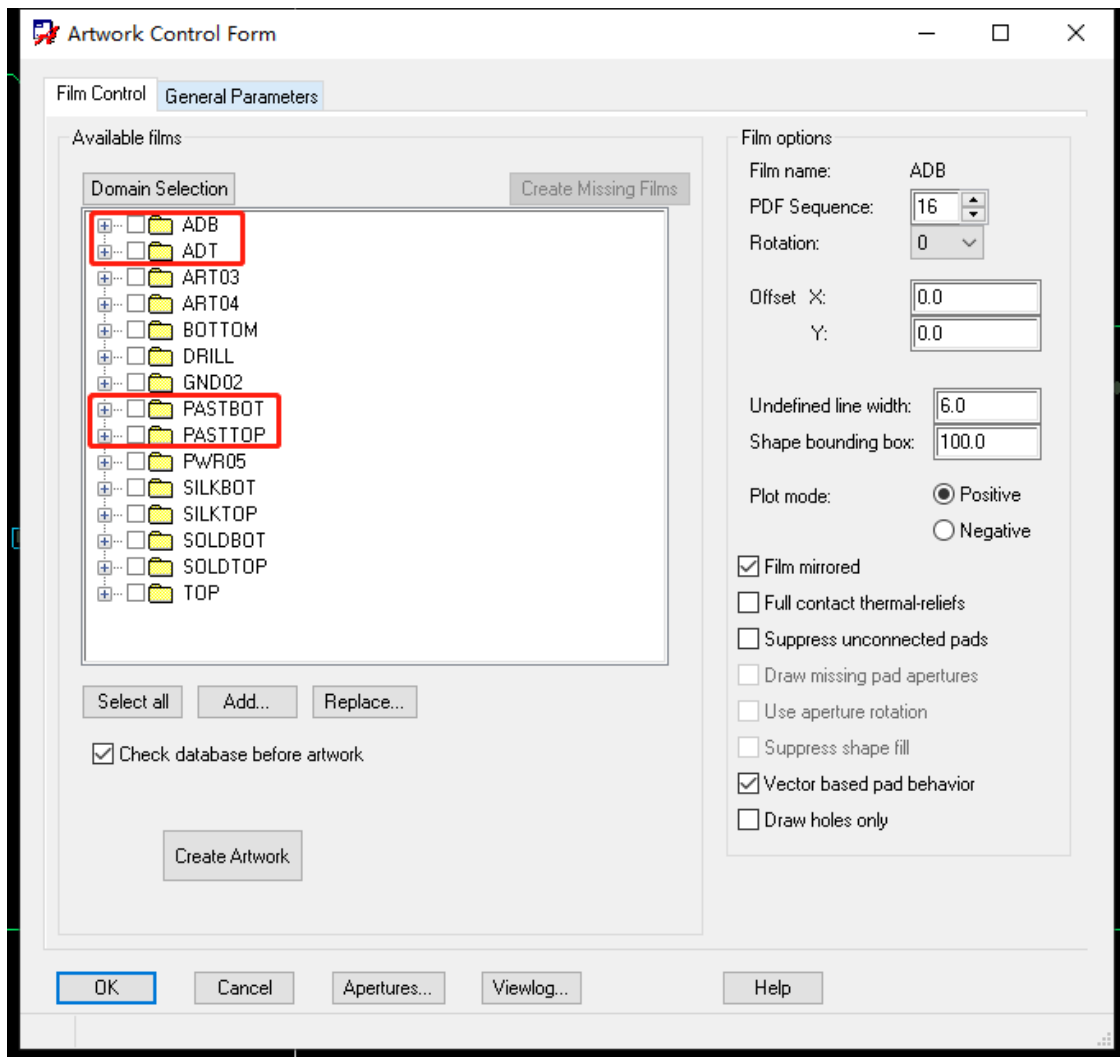 Artwork Control Form
Film Control General Parameters
Available films
Domain Selection Create Missing Films
ADB
ADT
ART03
ART04
BOTTOM
DRILL
GND02
PASTBOT
PASTTOP
PWR05
SILKBOT
SILKTOP
SOLDBOT
SOLDTOP
TOP
Select all Add... Replace...
Check database before artwork
Create Artwork
Film options
Film name: ADB
PDF Sequence: 16
Rotation: 0
Offset X: 0.0
Y: 0.0
Undefined line width: 6.0
Shape bounding box: 100.0
Plot mode: Positive
Negative
Film mirrored
Full contact thermal-reliefs
Suppress unconnected pads
Draw missing pad apertures
Use aperture rotation
Suppress shape fill
Vector based pad behavior
Draw holes only
OK Cancel Apertures... Viewlog... Help